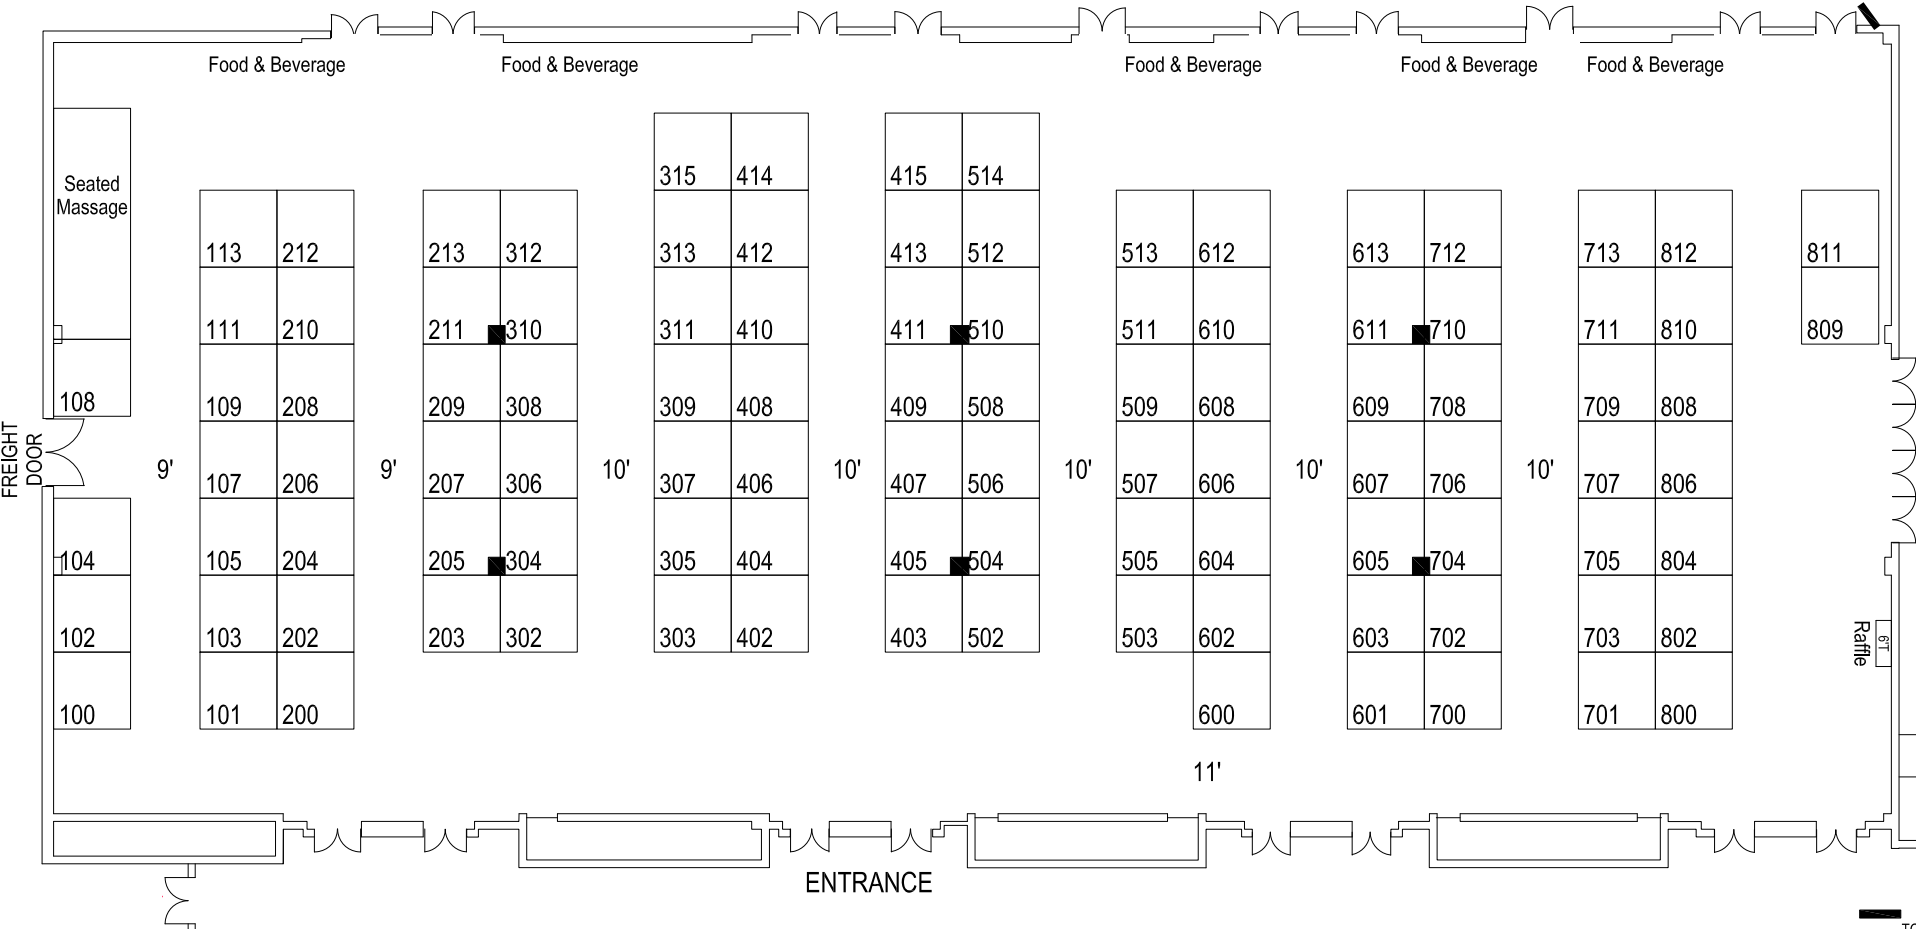 Food & Beverage Food & Beverage Food & Beverage Food & Beverage Food & Beverage
315 414 415 514
Seated
Massage
113 212 213 312 313 412 413 512 513 612 613 712 713 812 811
111 210 211 310 311 410 411 510 511 610 611 710 711 810 809
108 109 208 209 308 309 408 409 508 509 608 609 708 709 808
FREIGHT
DOOR
9' 9' 10' 10' 10' 10' 10'
107 206 207 306 307 406 407 506 507 606 607 706 707 806
104 105 204 205 304 305 404 405 504 505 604 605 704 705 804
102 103 202 203 302 303 402 403 502 503 602 603 702 703 802
Raffle 6'T
100 101 200 600 601 700 701 800
11'
ENTRANCE